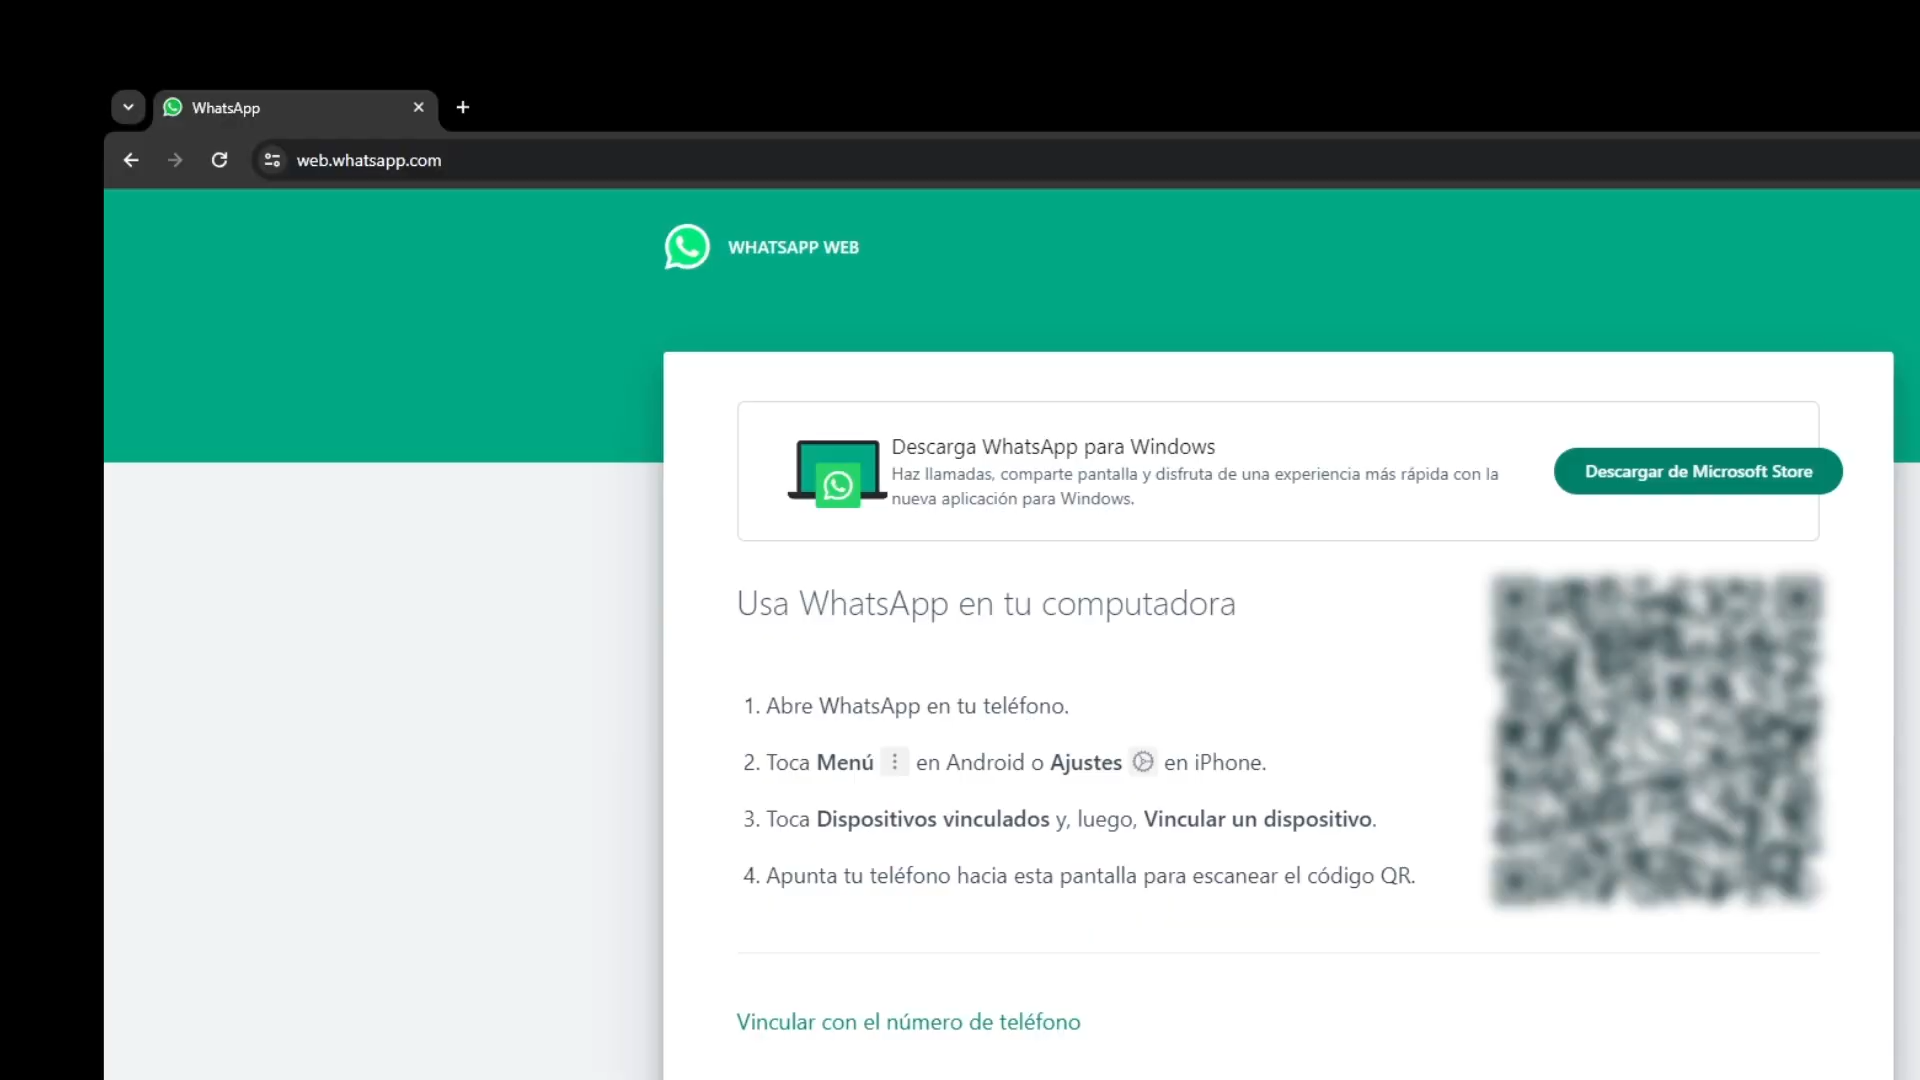 WhatsApp
web.whatsapp.com
WHATSAPP WEB
Descarga WhatsApp para Windows
Haz llamadas, comparte pantalla y disfruta de una experiencia más rápida con la
nueva aplicación para Windows.
Descargar de Microsoft Store
Usa WhatsApp en tu computadora
1. Abre WhatsApp en tu teléfono.
2. Toca Menú en Android o Ajustes en iPhone.
3. Toca Dispositivos vinculados y, luego, Vincular un dispositivo.
4. Apunta tu teléfono hacia esta pantalla para escanear el código QR.
Vincular con el número de teléfono